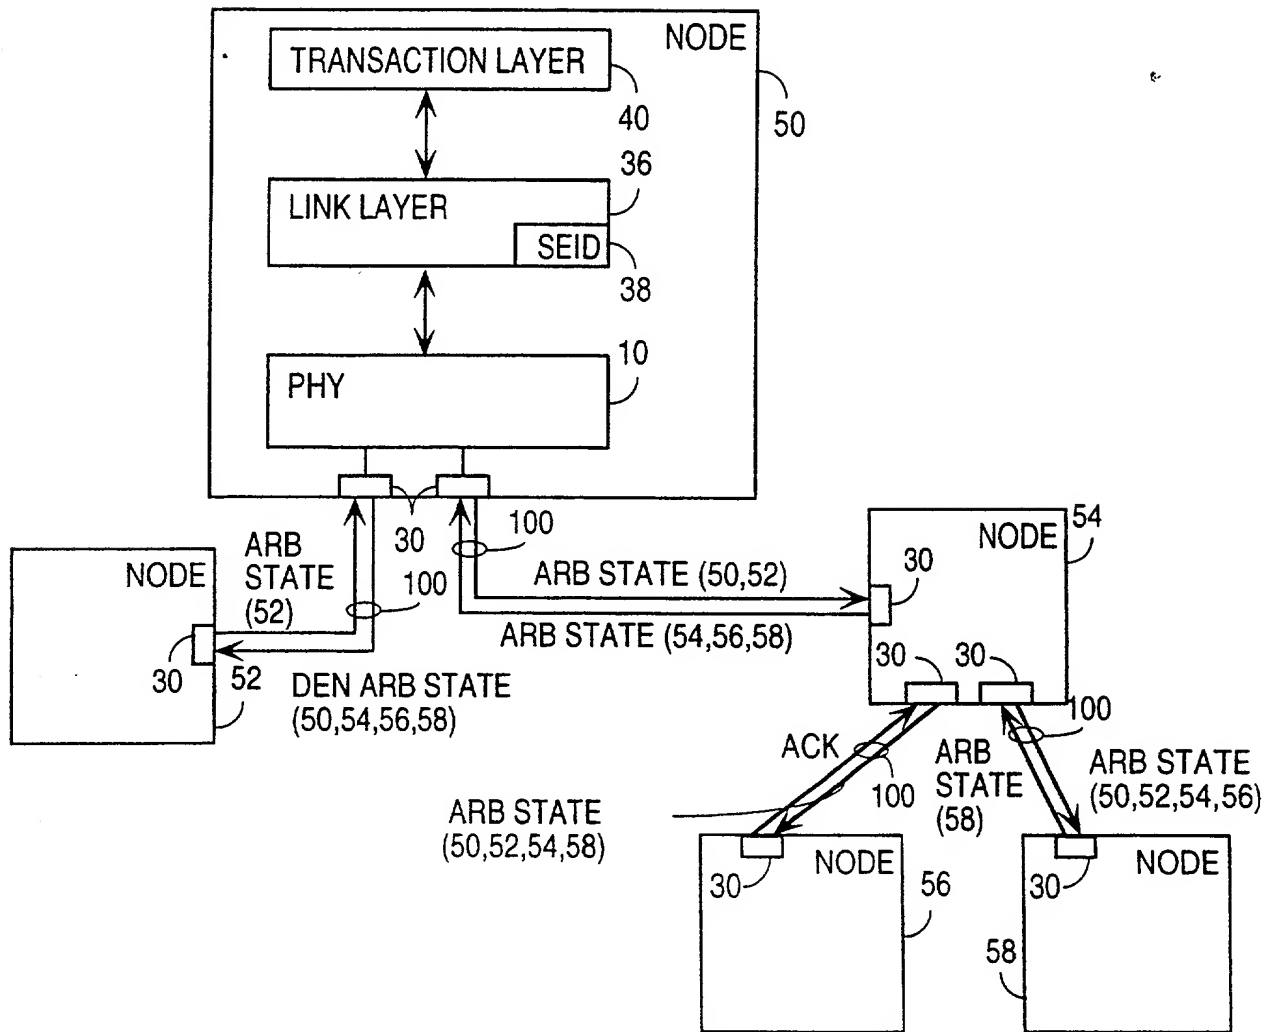 NODE
TRANSACTION LAYER
40
50
36
LINK LAYER
SEID
38
10
PHY
30
100
54
NODE
ARB
STATE
(52)
100
NODE
30
52
DEN ARB STATE
(50,54,56,58)
ARB STATE (50,52)
ARB STATE (54,56,58)
30
30
30
100
ACK
100
ARB
STATE
(58)
ARB STATE
(50,52,54,56)
ARB STATE
(50,52,54,58)
30
NODE
56
30
NODE
58